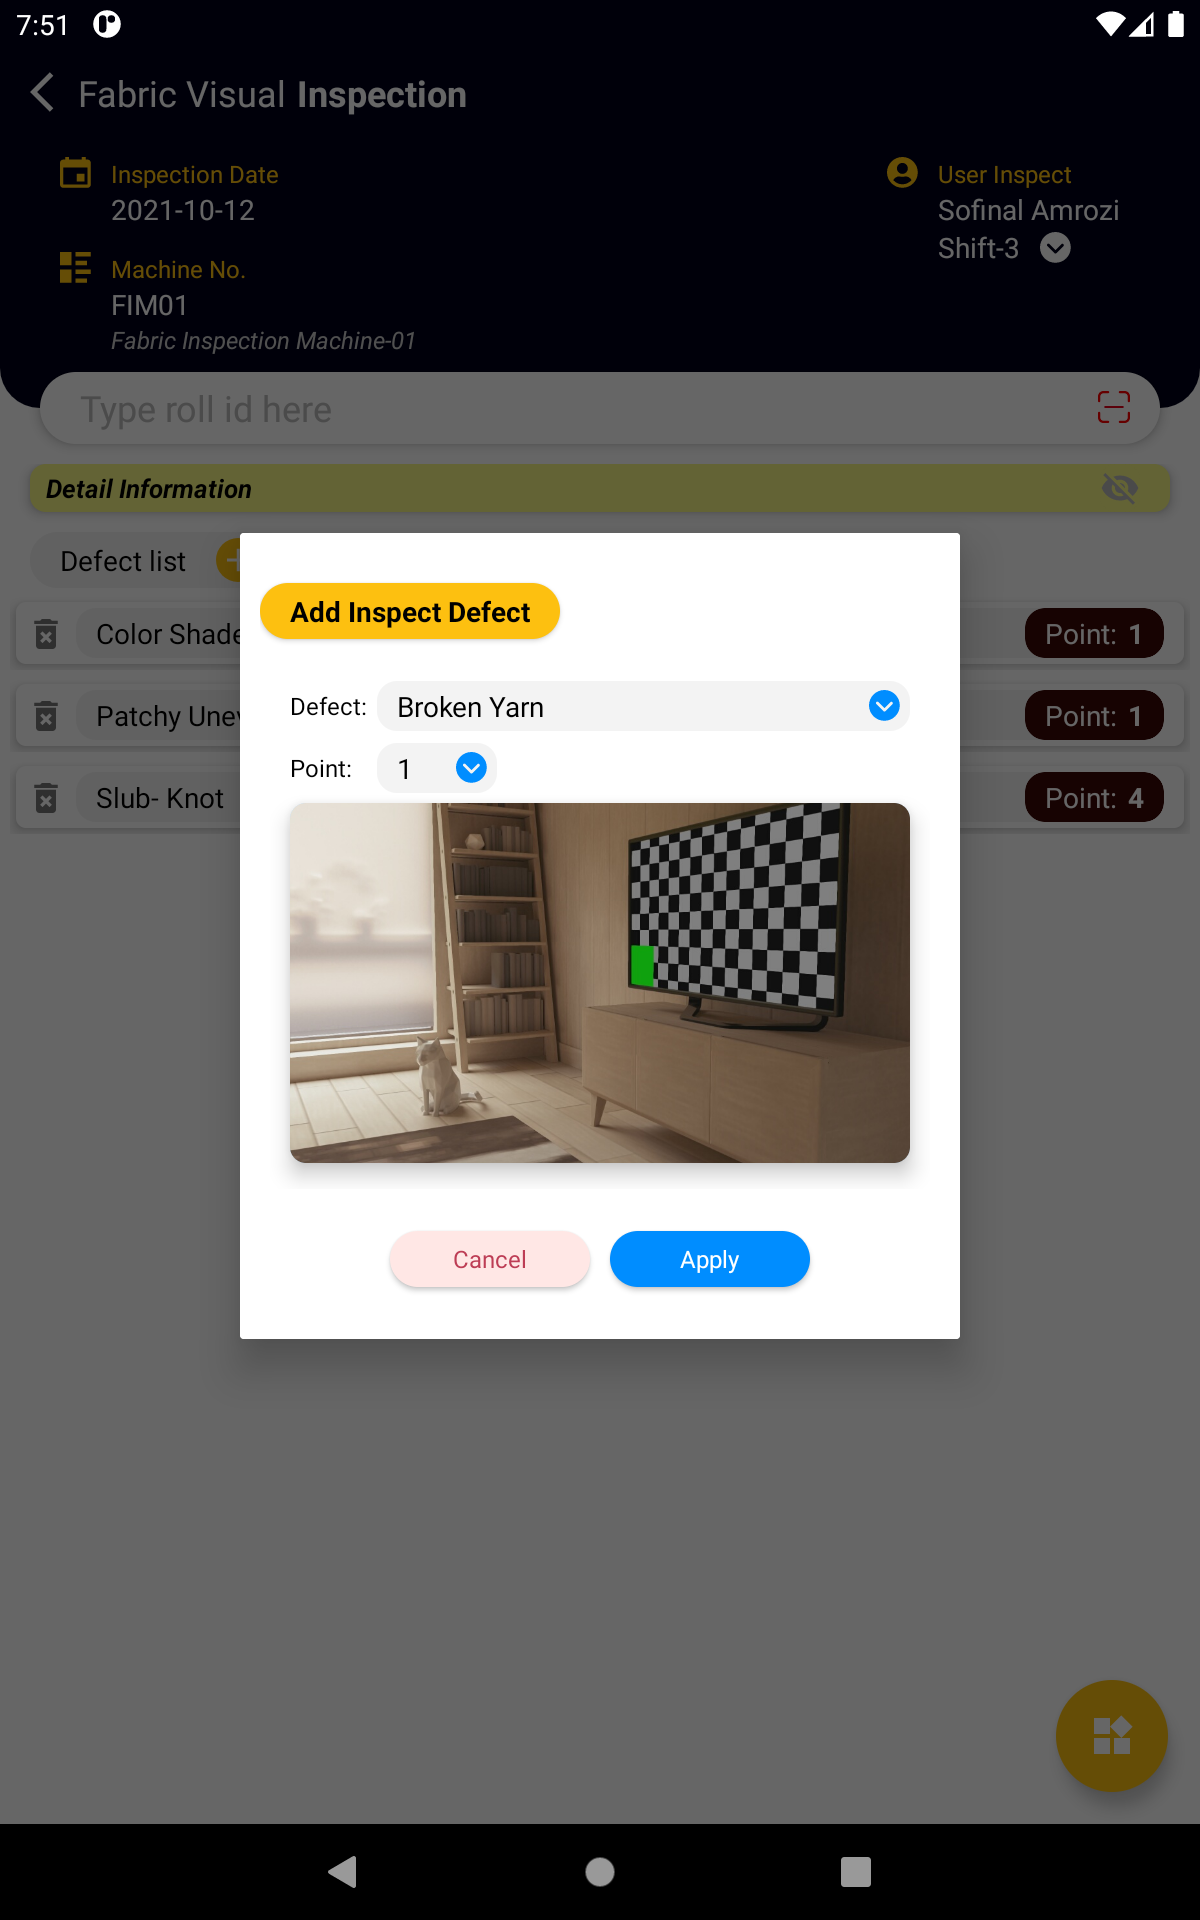 7:51
Fabric Visual Inspection
Inspection Date
2021-10-12
User Inspect
Sofinal Amrozi
Shift-3
Machine No.
FIM01
Fabric Inspection Machine-01
Type roll id here
Detail Information
Defect list
Color Shade
Point: 1
Patchy Unev
Point: 1
Slub- Knot
Point: 4
Add Inspect Defect
Defect: Broken Yarn
Point: 1
Cancel
Apply